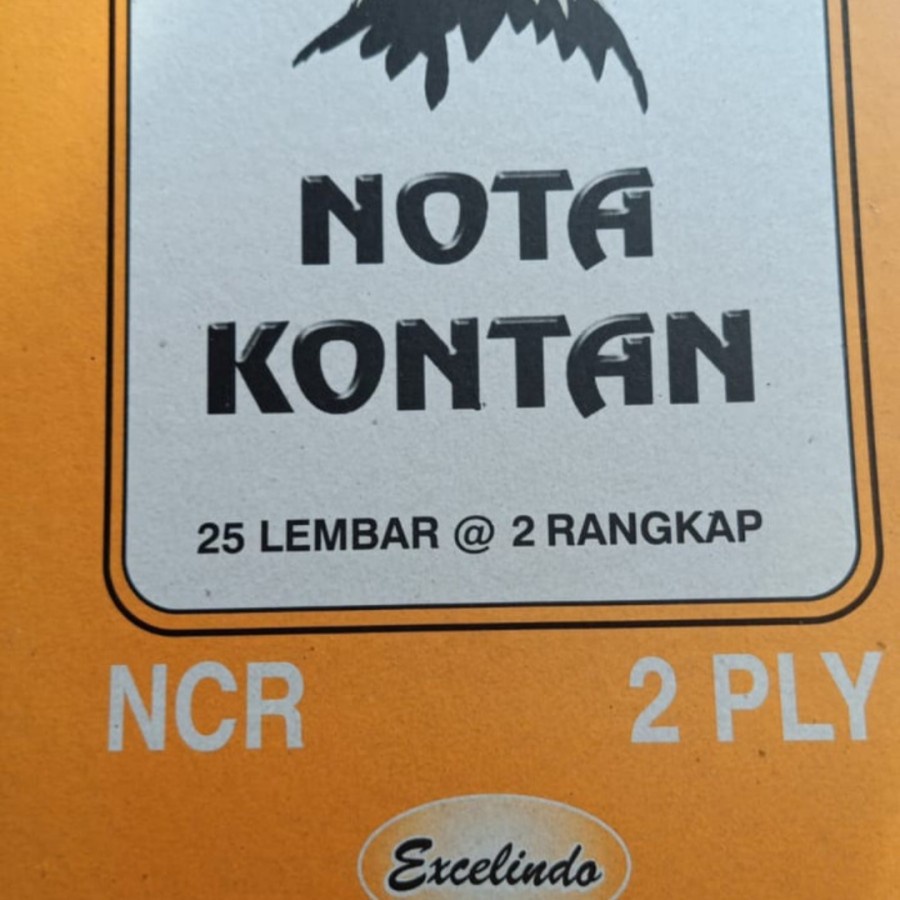 NOTA
KONTAN
25 LEMBAR @ 2 RANGKAP
NCR 2 PLY
Excelindo